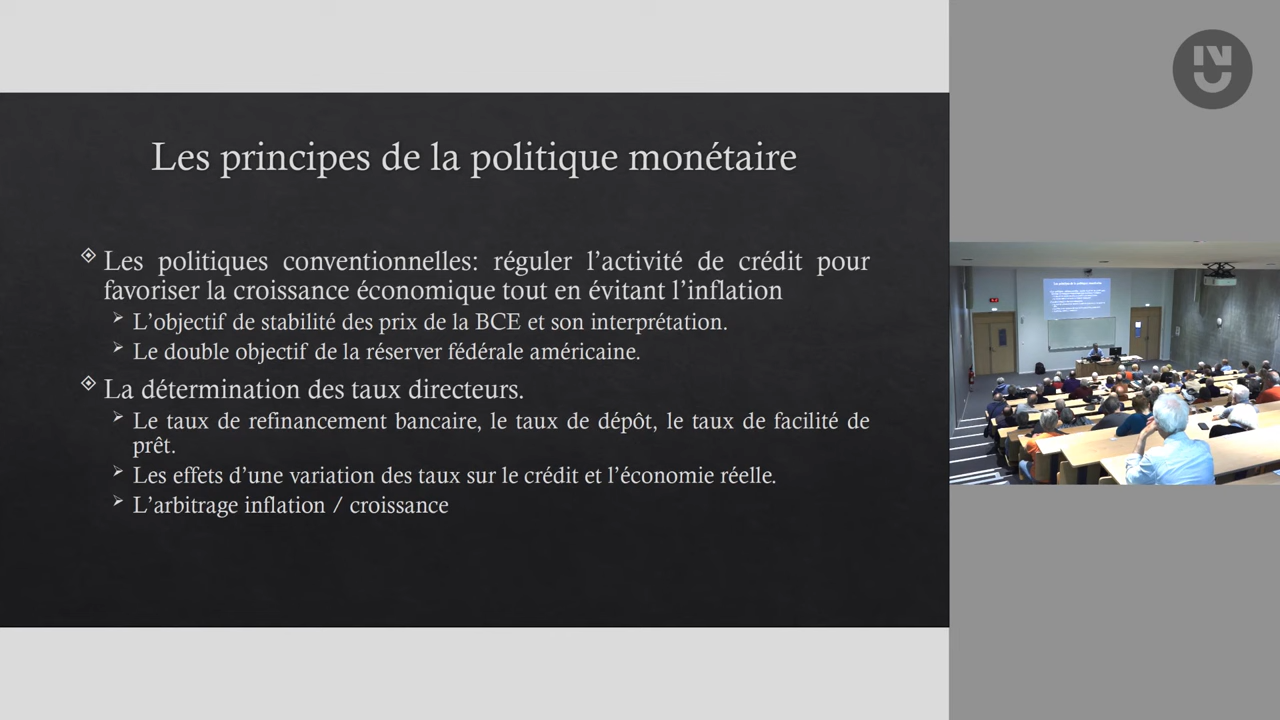 Les principes de la politique monétaire
Les politiques conventionnelles: réguler l'activité de crédit pour
favoriser la croissance économique tout en évitant l'inflation
L'objectif de stabilité des prix de la BCE et son interprétation.
Le double objectif de la réserver fédérale américaine.
La détermination des taux directeurs.
Le taux de refinancement bancaire, le taux de dépôt, le taux de facilité de
prêt.
Les effets d'une variation des taux sur le crédit et l'économie réelle.
L'arbitrage inflation / croissance